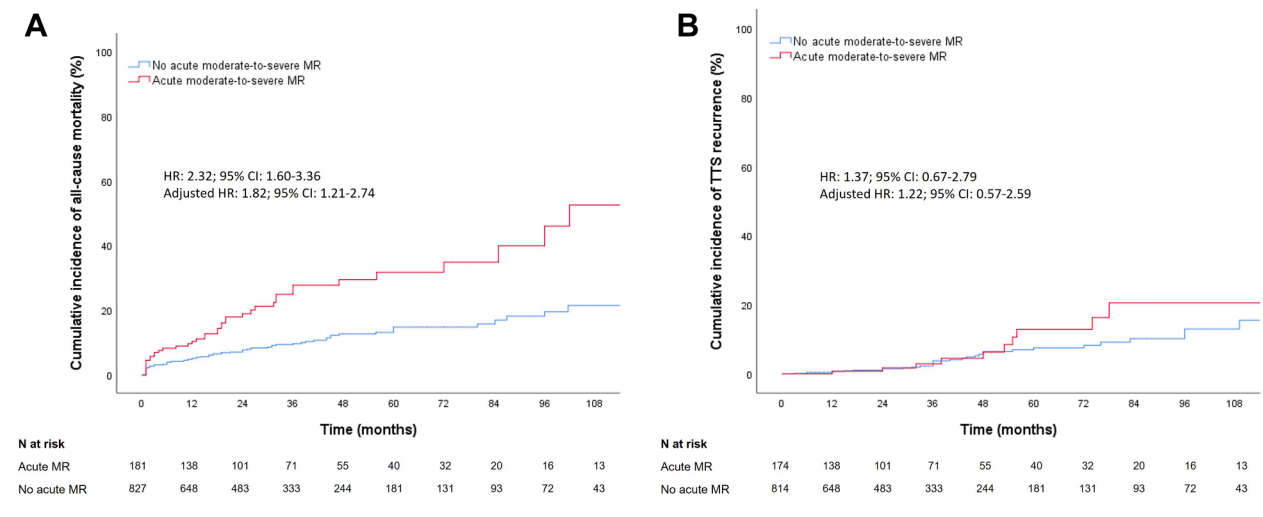 A
Cumulative incidence of all-cause mortality (%)
100
80
60
40
20
0
No acute moderate-to-severe MR
Acute moderate-to-severe MR
HR: 2.32; 95% CI: 1.60-3.36
Adjusted HR: 1.82; 95% CI: 1.21-2.74
0 12 24 36 48 60 72 84 96 108
Time (months)
N at risk
Acute MR 181 138 101 71 55 40 32 20 16 13
No acute MR 827 648 483 333 244 181 131 93 72 43
B
Cumulative incidence of TTS recurrence (%)
100
80
60
40
20
0
No acute moderate-to-severe MR
Acute moderate-to-severe MR
HR: 1.37; 95% CI: 0.67-2.79
Adjusted HR: 1.22; 95% CI: 0.57-2.59
0 12 24 36 48 60 72 84 96 108
Time (months)
N at risk
Acute MR 174 138 101 71 55 40 32 20 16 13
No acute MR 814 648 483 333 244 181 131 93 72 43